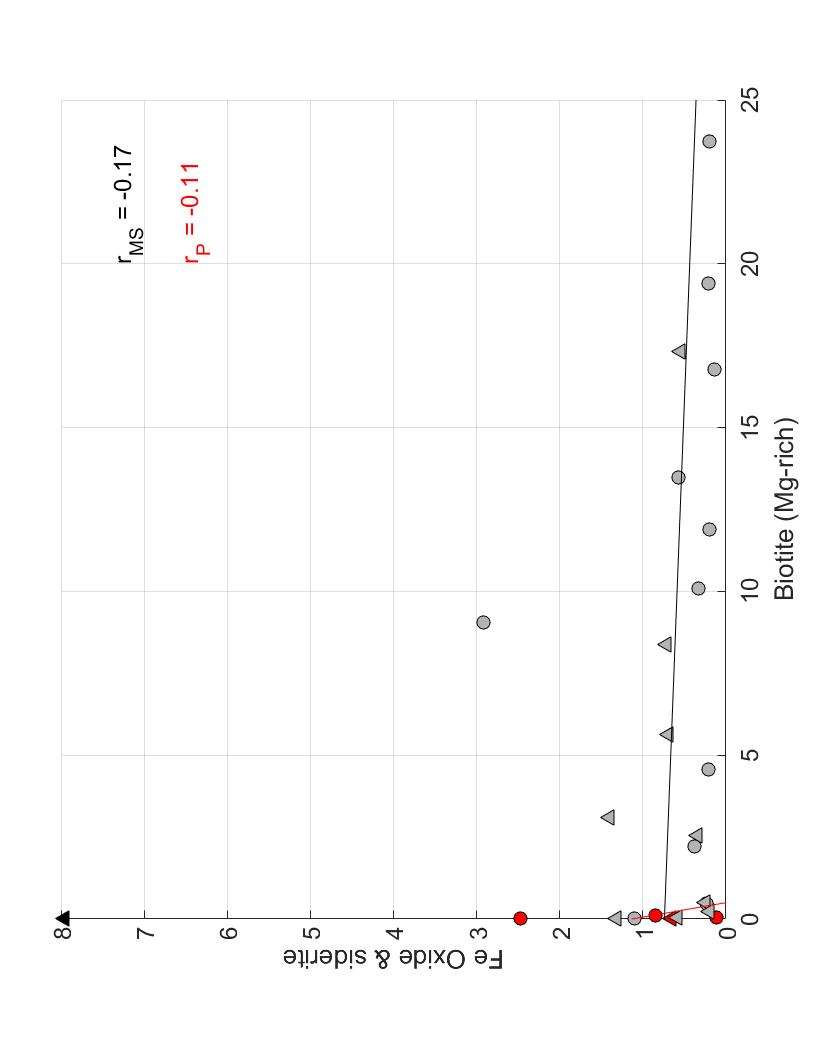 8
7
6
5
4
3
2
1
0
Fe Oxide & siderite
r_MS = -0.17
r_P = -0.11
0 5 10 15 20 25
Biotite (Mg-rich)